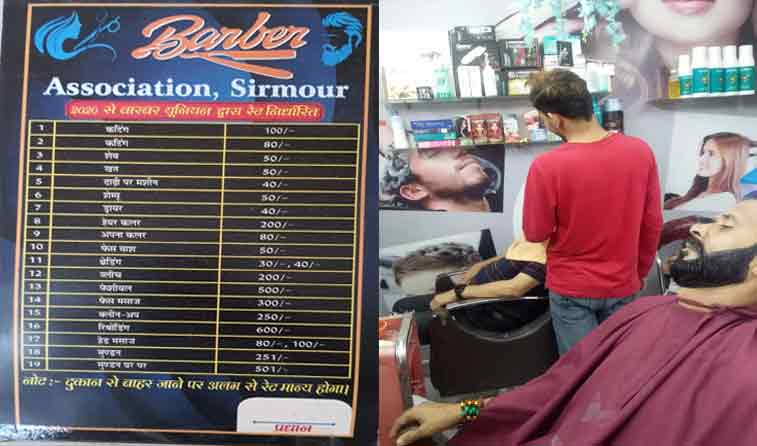 Barber
Association, Sirmour
2020 से बारबर यूनियन द्वारा रेट निर्धारित
1 कटिंग 100/-
2 कटिंग 80/-
3 शेव 50/-
4 खत 50/-
5 दाढ़ी पर मशीन 40/-
6 शेम्पू 50/-
7 ड्रायर 40/-
8 हेयर कलर 200/-
9 अपना कलर 80/-
10 फेस वाश 50/-
11 थ्रेडिंग 30/-, 40/-
12 ब्लीच 200/-
13 फेशीयल 500/-
14 फेस मसाज 300/-
15 क्लीन-अप 250/-
16 रिबोंडिंग 600/-
17 हेड मसाज 80/-, 100/-
18 मुण्डन 251/-
19 मुण्डन घर पर 501/-
नोट :- दुकान से बाहर जाने पर अलग से रेट मान्य होगा।
प्रधान